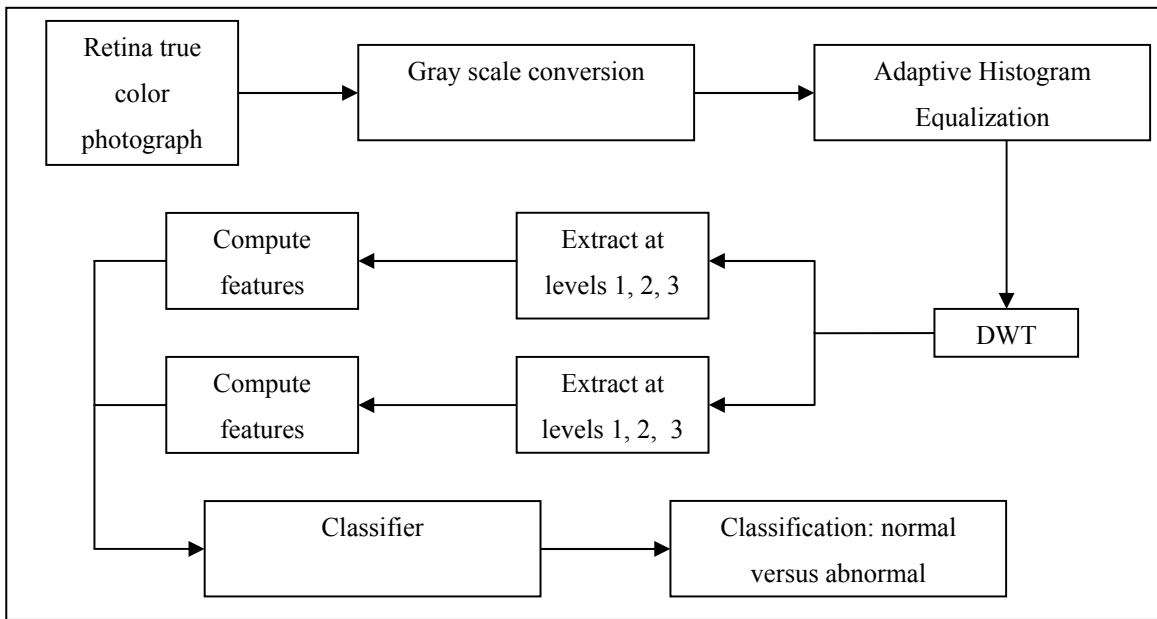 Retina true
color
photograph
Gray scale conversion
Adaptive Histogram
Equalization
Compute
features
Extract at
levels 1, 2, 3
DWT
Compute
features
Extract at
levels 1, 2,  3
Classifier
Classification: normal
versus abnormal